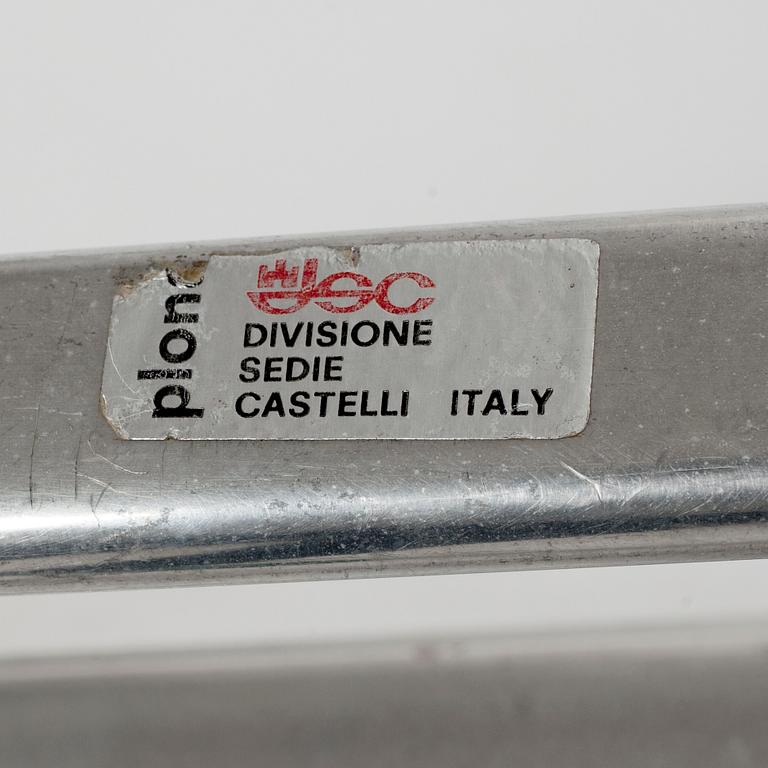 plona
DSC
DIVISIONE
SEDIE
CASTELLI ITALY